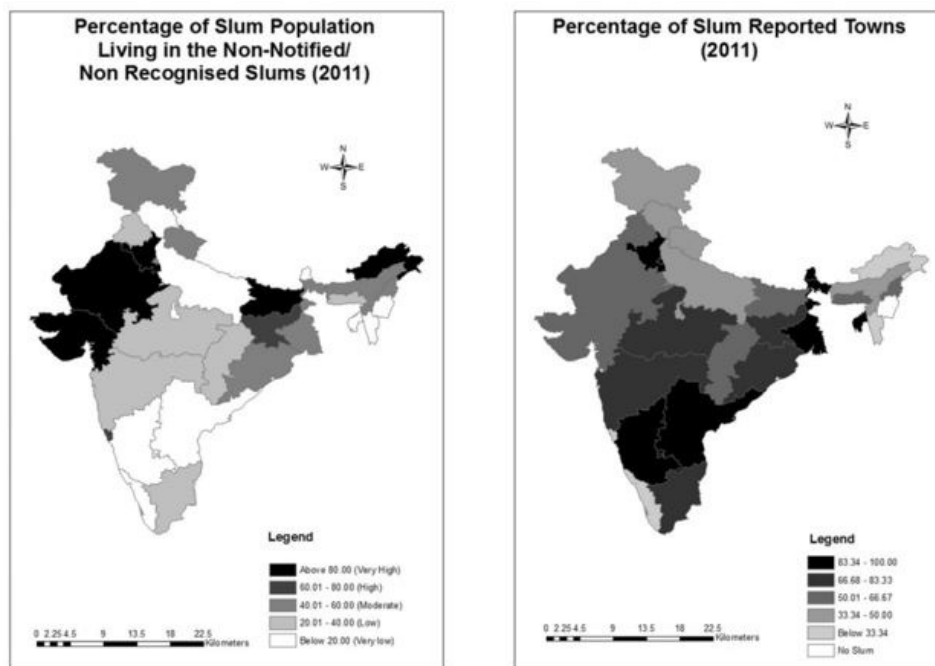 Percentage of Slum Population
Living in the Non-Notified/
Non Recognised Slums (2011)
N
W E
S
Legend
Above 80.00 (Very High)
60.01 - 80.00 (High)
40.01 - 60.00 (Moderate)
20.01 - 40.00 (Low)
Below 20.00 (Very low)
0 2.25 4.5 9 13.5 18 22.5
Kilometers
Percentage of Slum Reported Towns
(2011)
N
W E
S
Legend
83.34 - 100.00
66.68 - 83.33
50.01 - 66.67
33.34 - 50.00
Below 33.34
No Slum
0 2.25 4.5 9 13.5 18 22.5
Kilometers